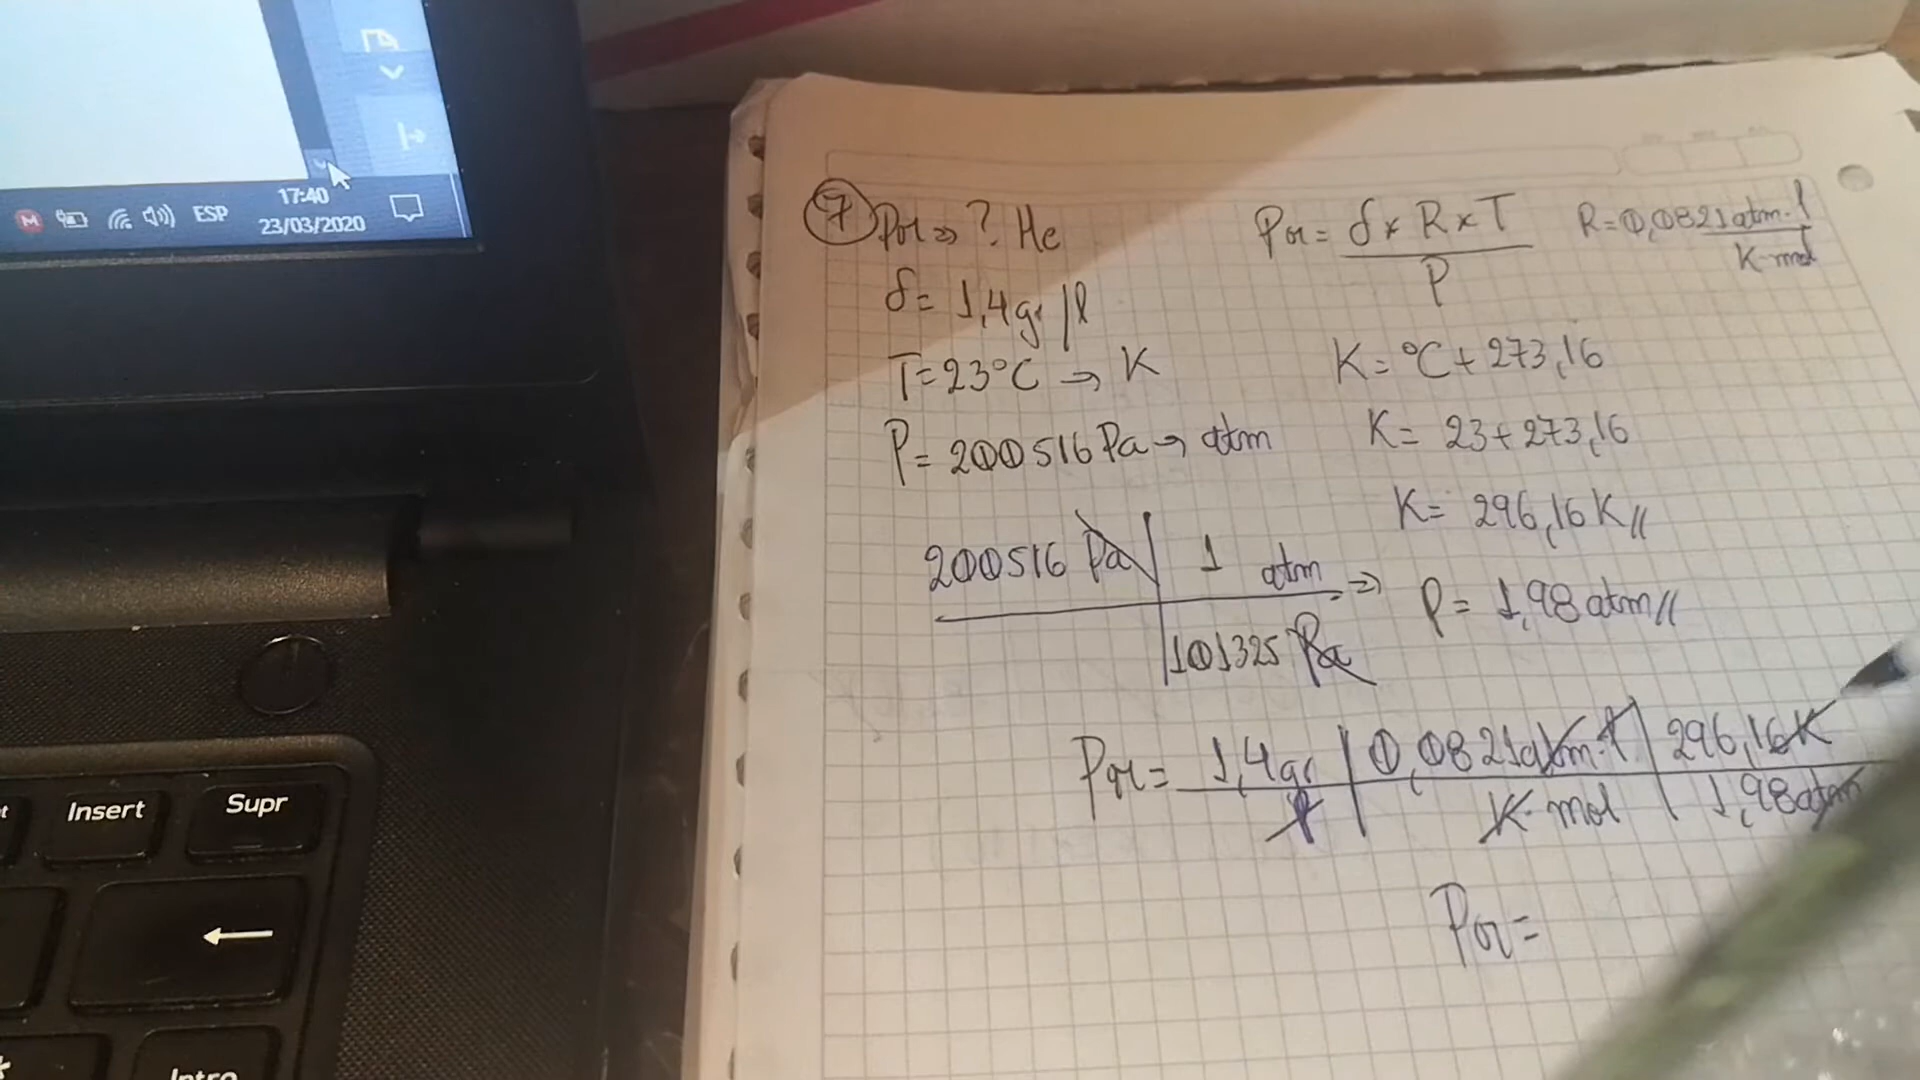 17:40
ESP
23/03/2020
Insert
Supr
Intro
7 PM => ? He
δ = 1,4 gr/l
T = 23°C → K
P = 200516 Pa → atm
200516 Pa | 1 atm =>
101325 Pa
PM = δ x R x T
P
R = 0,0821 atm·l
K·mol
K = °C + 273,16
K = 23 + 273,16
K = 296,16 K //
P = 1,98 atm //
PM = 1,4 gr | 0,0821 atm·l | 296,16 K
l | K·mol | 1,98 atm
PM =